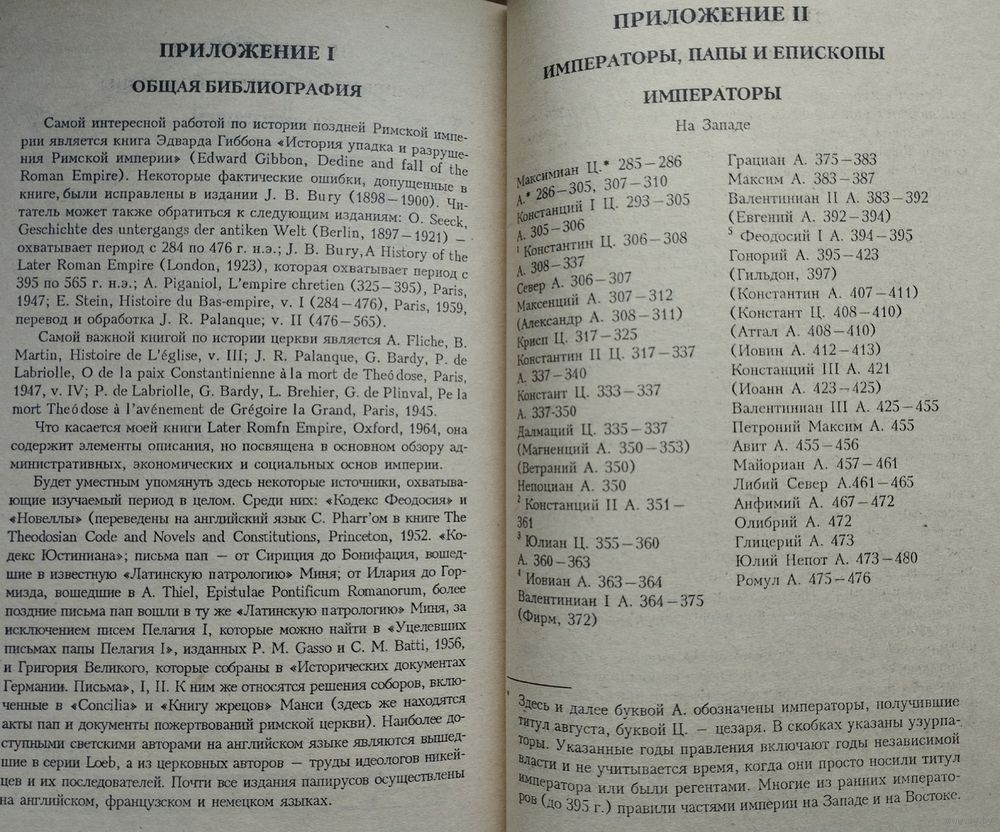 ПРИЛОЖЕНИЕ I
ОБЩАЯ БИБЛИОГРАФИЯ
Самой интересной работой по истории поздней Римской импе-
рии является книга Эдварда Гиббона «История упадка и разруше-
ния Римской империи» (Edward Gibbon, Dedine and fall of the
Roman Empire). Некоторые фактические ошибки, допущенные в
книге, были исправлены в издании J. B. Bury (1898—1900). Чи-
татель может также обратиться к следующим изданиям: O. Seeck,
Geschichte des untergangs der antiken Welt (Berlin, 1897—1921) —
охватывает период с 284 по 476 г. н.э.; J. B. Bury, A History of the
Later Roman Empire (London, 1923), которая охватывает период с
395 по 565 г. н.э.; A. Piganiol, L'empire chretien (325—395), Paris,
1947; E. Stein, Histoire du Bas-empire, v. I (284—476), Paris, 1959,
перевод и обработка J. R. Palanque; v. II (476—565).
Самой важной книгой по истории церкви является A. Fliche, B.
Martin, Histoire de L'église, v. III; J. R. Palanque, G. Bardy, P. de
Labriolle, O de la paix Constantinienne à la mort de Theódose, Paris,
1947, v. IV; P. de Labriolle, G. Bardy, L. Brehier, G. de Plinval, Pe la
mort Theódose à l'avénement de Grégoire la Grand, Paris, 1945.
Что касается моей книги Later Romfn Empire, Oxford, 1964, она
содержит элементы описания, но посвящена в основном обзору ад-
министративных, экономических и социальных основ империи.
Будет уместным упомянуть здесь некоторые источники, охватыва-
ющие изучаемый период в целом. Среди них: «Кодекс Феодосия» и
«Новеллы» (переведены на английский язык C. Pharr'ом в книге The
Theodosian Code and Novels and Constitutions, Princeton, 1952. «Ко-
декс Юстиниана»; письма пап — от Сириция до Бонифация, вошед-
шие в известную «Латинскую патрологию» Миня; от Илария до Гор-
мизда, вошедшие в A. Thiel, Epistulae Pontificum Romanorum, более
поздние письма пап вошли в ту же «Латинскую патрологию» Миня, за
исключением писем Пелагия I, которые можно найти в «Уцелевших
письмах папы Пелагия I», изданных P. M. Gasso и C. M. Batti, 1956,
и Григория Великого, которые собраны в «Исторических документах
Германии. Письма», I, II. К ним же относятся решения соборов, вклю-
ченные в «Concilia» и «Книгу жрецов» Манси (здесь же находятся
акты пап и документы пожертвований римской церкви). Наиболее до-
ступными светскими авторами на английском языке являются вышед-
шие в серии Loeb, а из церковных авторов — труды идеологов никей-
цев и их последователей. Почти все издания папирусов осуществлены
на английском, французском и немецком языках.
ПРИЛОЖЕНИЕ II
ИМПЕРАТОРЫ, ПАПЫ И ЕПИСКОПЫ
ИМПЕРАТОРЫ
На Западе
Максимиан Ц.* 285—286
А.* 286—305, 307—310
Констанций I Ц. 293—305
А. 305—306
¹ Константин Ц. 306—308
А. 308—337
Север А. 306—307
Максенций А. 307—312
(Александр А. 308—311)
Крисп Ц. 317—325
Константин II Ц. 317—337
А. 337—340
Констант Ц. 333—337
А. 337-350
Далмаций Ц. 335—337
(Магненций А. 350—353)
(Ветраний А. 350)
Непоциан А. 350
² Констанций II А. 351—
361
³ Юлиан Ц. 355—360
А. 360—363
⁴ Иовиан А. 363—364
Валентиниан I А. 364—375
(Фирм, 372)
Грациан А. 375—383
Максим А. 383—387
Валентиниан II А. 383—392
(Евгений А. 392—394)
⁵ Феодосий I А. 394—395
Гонорий А. 395—423
(Гильдон, 397)
(Константин А. 407—411)
(Констант Ц. 408—410)
(Аттал А. 408—410)
(Иовин А. 412—413)
Констанций III А. 421
(Иоанн А. 423—425)
Валентиниан III А. 425—455
Петроний Максим А. 455
Авит А. 455—456
Майориан А. 457—461
Либий Север А.461—465
Анфимий А. 467—472
Олибрий А. 472
Глицерий А. 473
Юлий Непот А. 473—480
Ромул А. 475—476
* Здесь и далее буквой А. обозначены императоры, получившие
титул августа, буквой Ц. — цезаря. В скобках указаны узурпа-
торы. Указанные годы правления включают годы независимой
власти и не учитывается время, когда они просто носили титул
императора или были регентами. Многие из ранних императо-
ров (до 395 г.) правили частями империи на Западе и на Востоке.